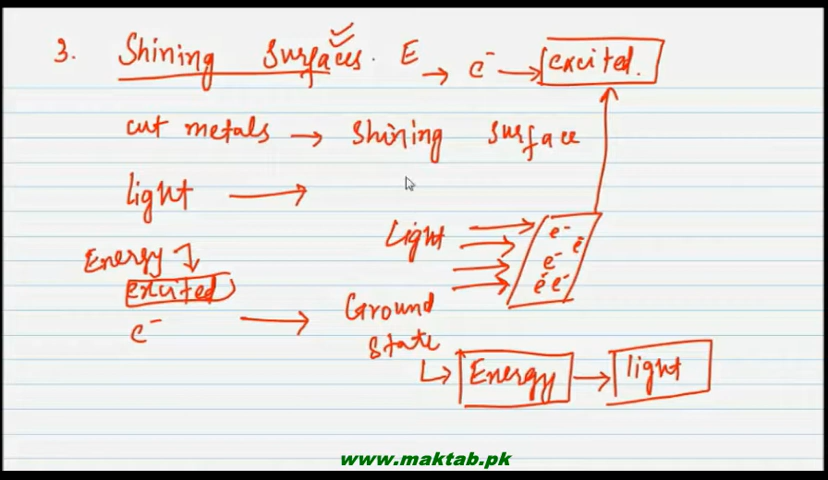 3. Shining Surfaces. E → e⁻ → excited.
cut metals → Shining surface
light →
Light → e⁻ e⁻ e⁻ e⁻ e⁻
Energy
excited
e⁻ → Ground State
Energy → light
www.maktab.pk